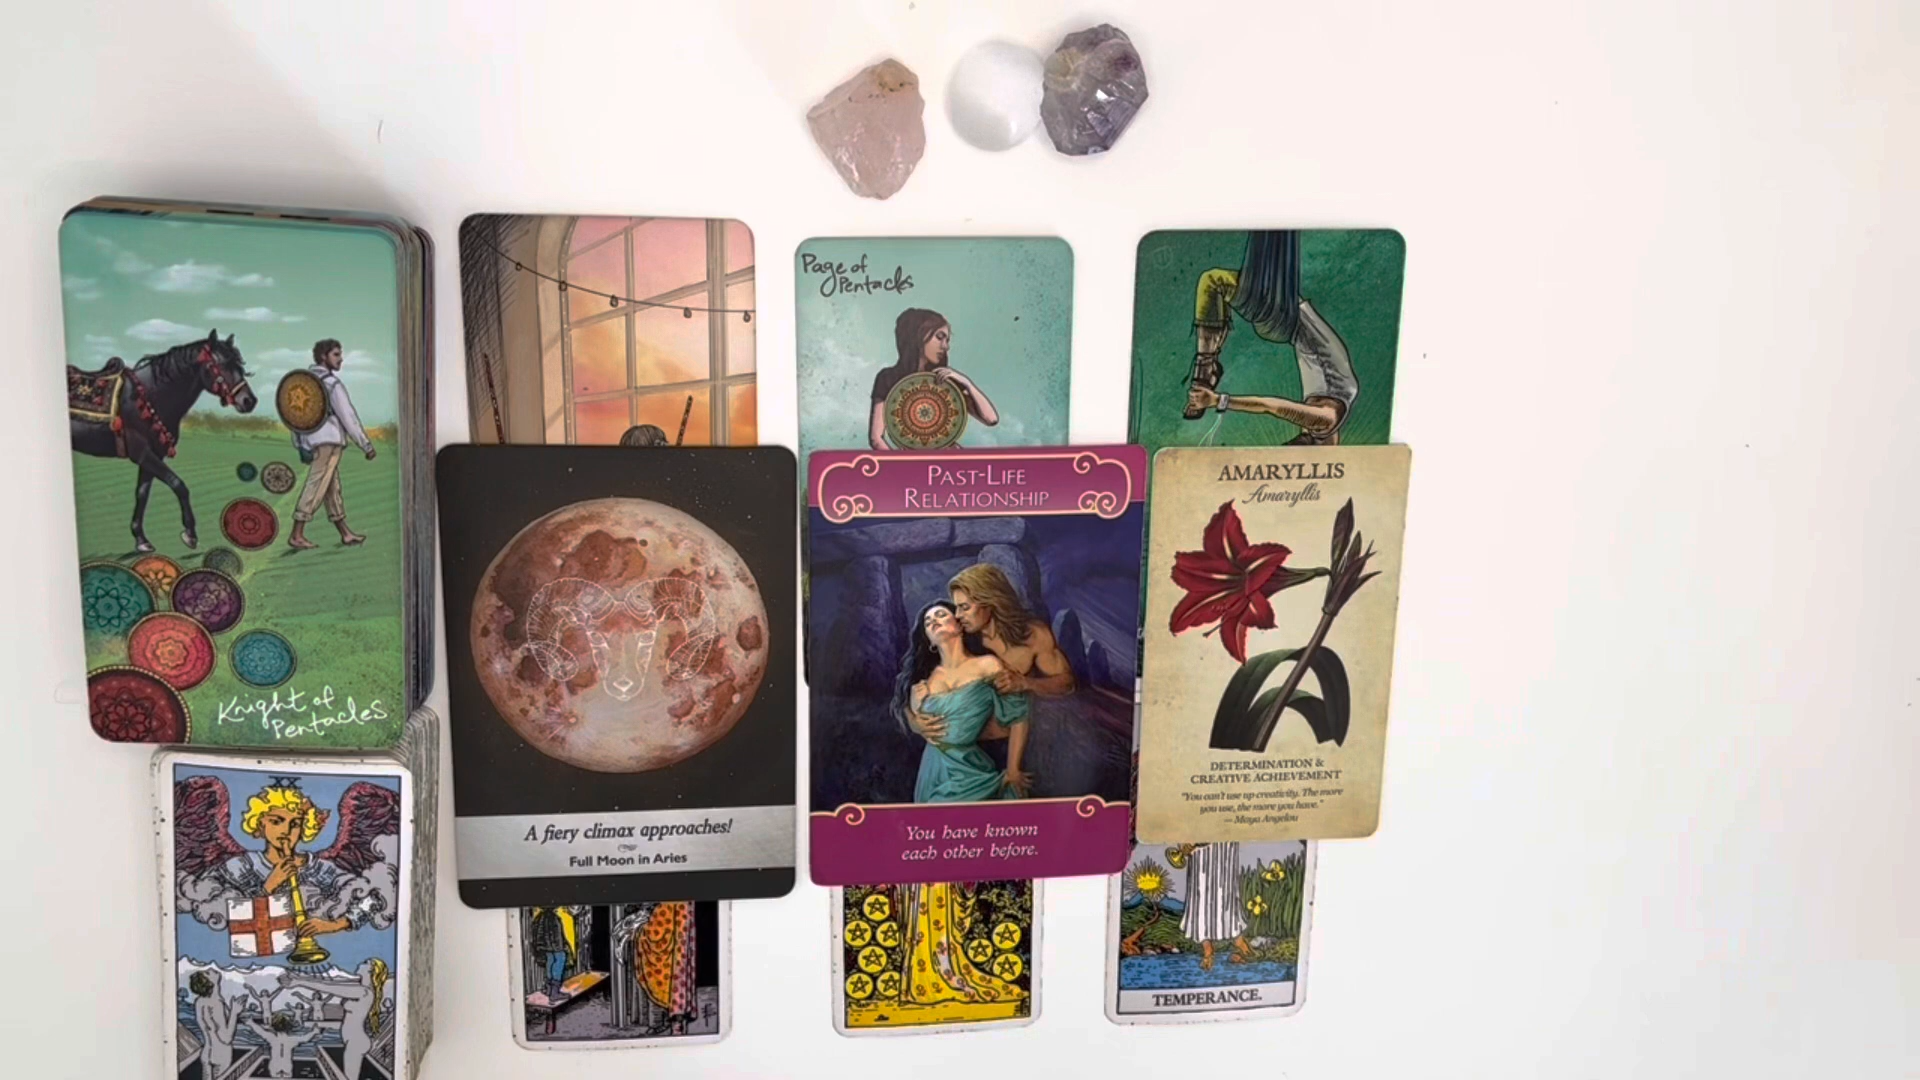 Page of
Pentacles
Knight of
Pentacles
XX
A fiery climax approaches!
Full Moon in Aries
PAST-LIFE
RELATIONSHIP
You have known
each other before.
AMARYLLIS
Amaryllis
DETERMINATION &
CREATIVE ACHIEVEMENT
"You can't use up creativity. The more
you use, the more you have."
— Maya Angelou
TEMPERANCE.